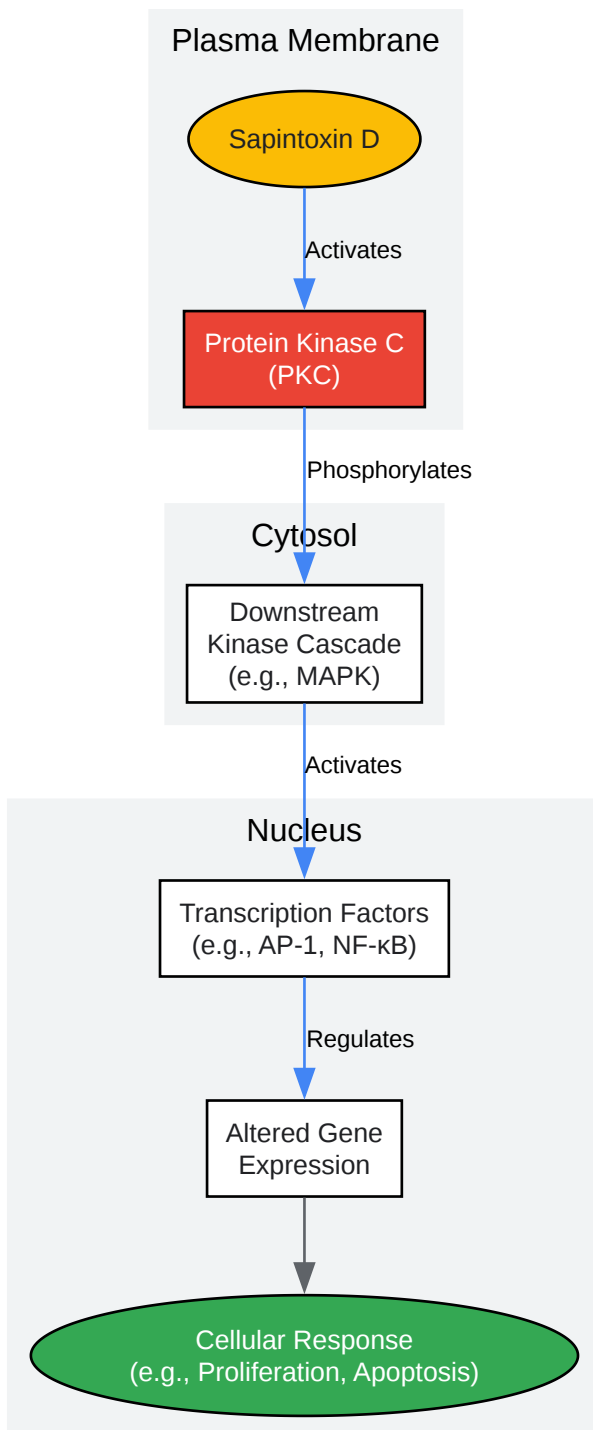 Plasma Membrane
Sapintoxin D
Activates
Protein Kinase C
(PKC)
Phosphorylates
Cytosol
Downstream
Kinase Cascade
(e.g., MAPK)
Activates
Nucleus
Transcription Factors
(e.g., AP-1, NF-κB)
Regulates
Altered Gene
Expression
Cellular Response
(e.g., Proliferation, Apoptosis)